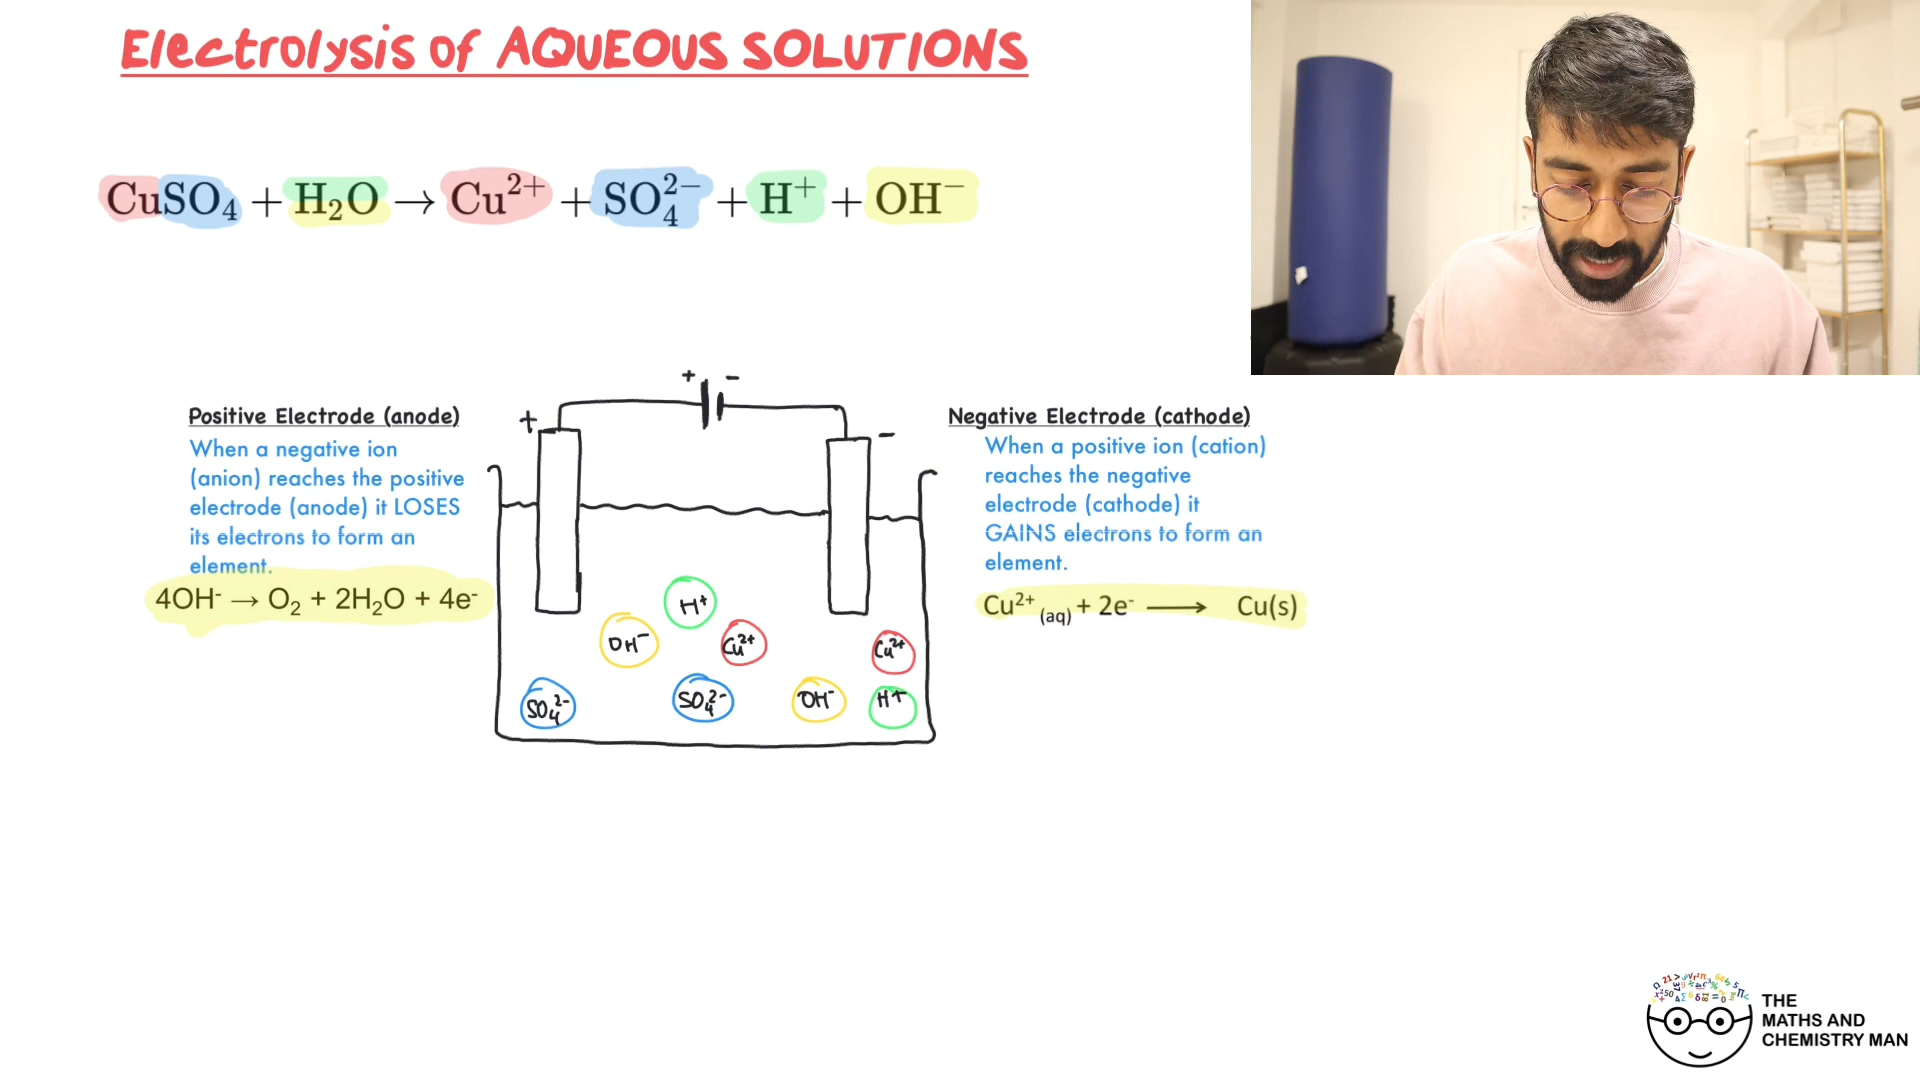 Electrolysis of AQUEOUS SOLUTIONS
CuSO₄ + H₂O → Cu²⁺ + SO₄²⁻ + H⁺ + OH⁻
+ -
+ -
Positive Electrode (anode)
When a negative ion
(anion) reaches the positive
electrode (anode) it LOSES
its electrons to form an
element.
4OH⁻ → O₂ + 2H₂O + 4e⁻
Negative Electrode (cathode)
When a positive ion (cation)
reaches the negative
electrode (cathode) it
GAINS electrons to form an
element.
Cu²⁺ (aq) + 2e⁻ ⟶ Cu(s)
H⁺
OH⁻ Cu²⁺ Cu²⁺
SO₄²⁻ SO₄²⁻ OH⁻ H⁺
THE
MATHS AND
CHEMISTRY MAN